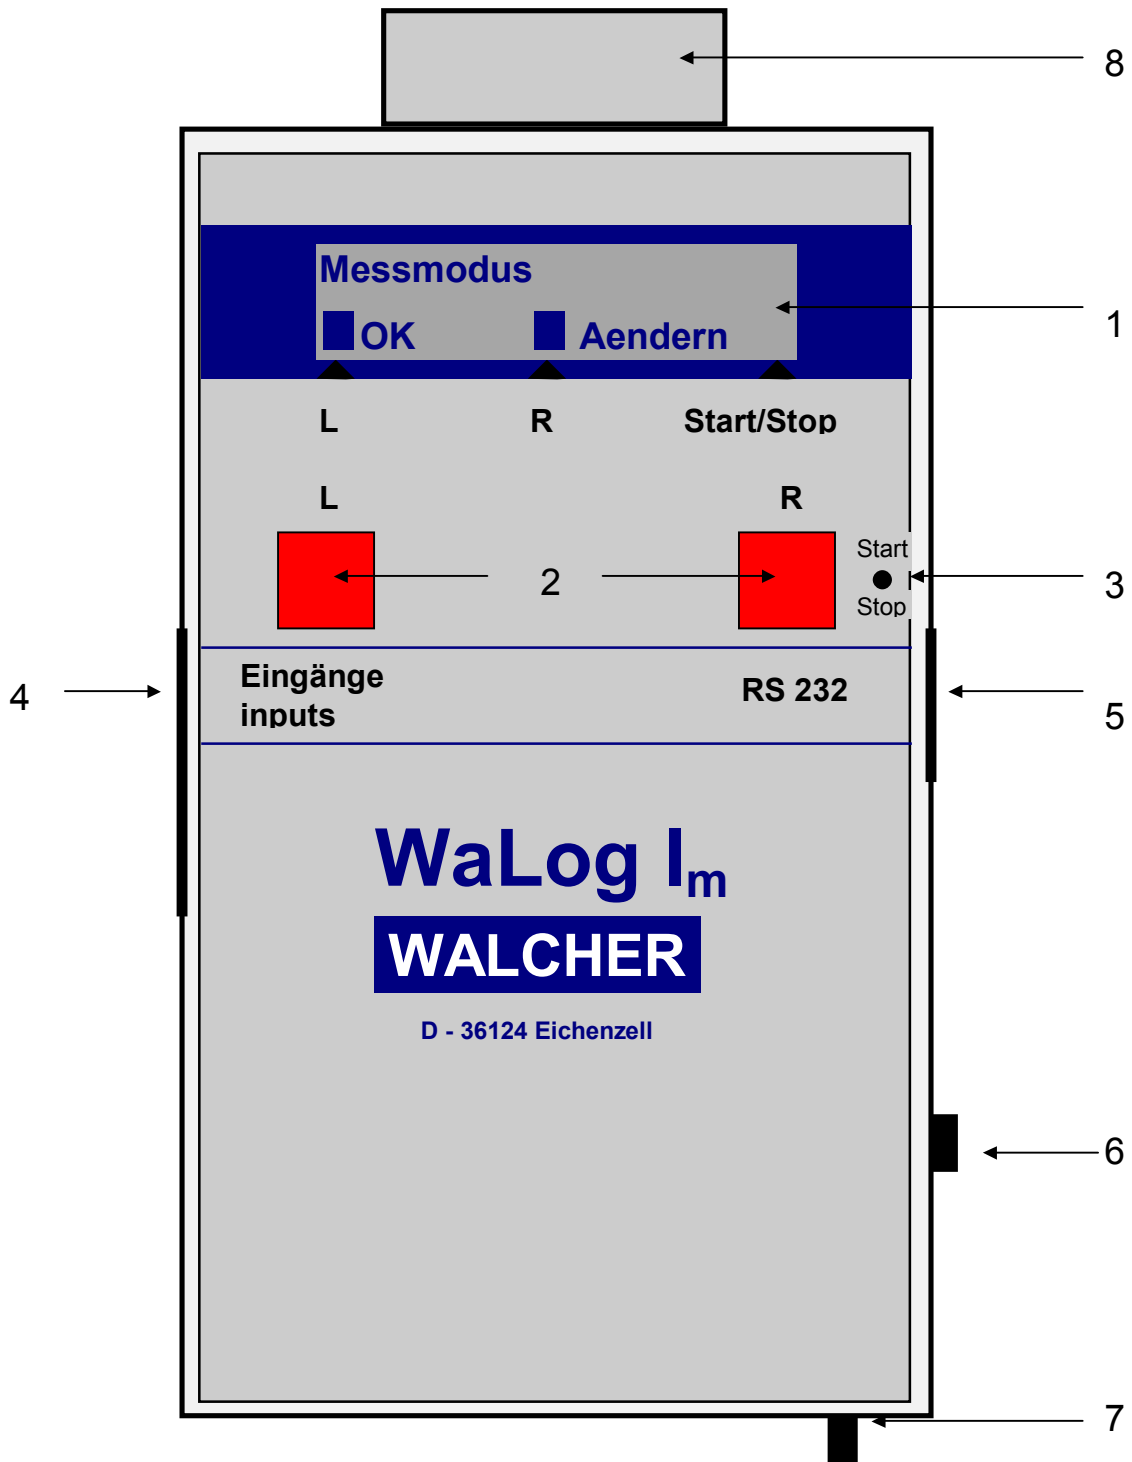 8
Messmodus
OK Aendern
1
L R Start/Stop
L R
Start
2
3
Stop
4
Eingänge
inputs
RS 232
5
WaLog Im
WALCHER
D - 36124 Eichenzell
6
7